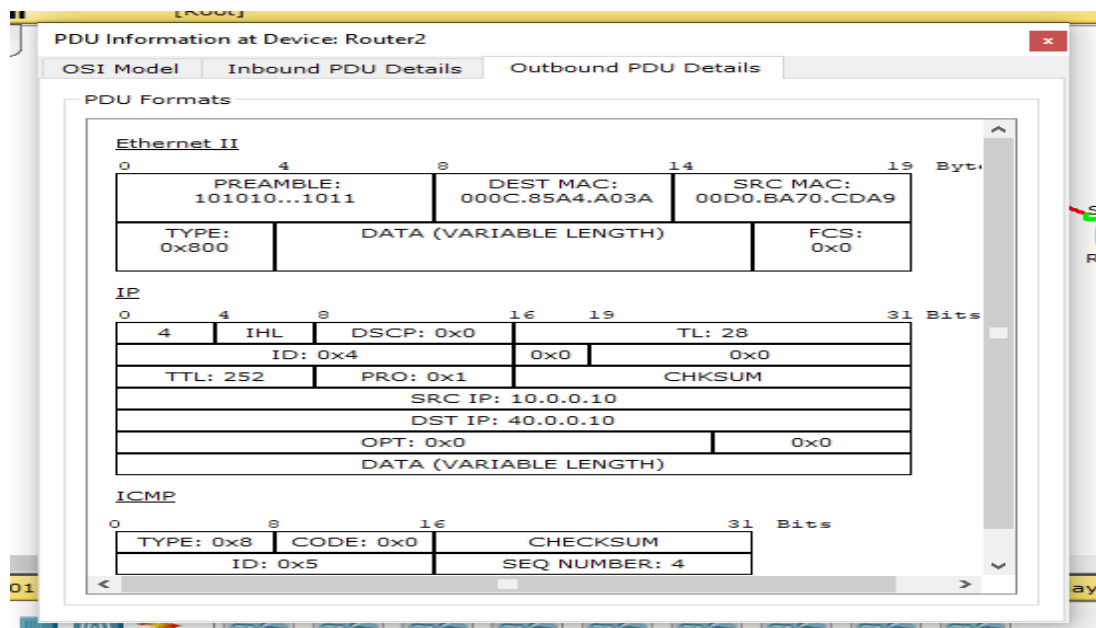 [Root]
PDU Information at Device: Router2
OSI Model Inbound PDU Details Outbound PDU Details
PDU Formats
Ethernet II
0 4 8 14 19
PREAMBLE: DEST MAC: SRC MAC:
101010...1011 000C.85A4.A03A 00D0.BA70.CDA9
TYPE: DATA (VARIABLE LENGTH) FCS:
0x800 0x0
IP
0 4 8 16 19 31 Bits
4 IHL DSCP: 0x0 TL: 28
ID: 0x4 0x0 0x0
TTL: 252 PRO: 0x1 CHKSUM
SRC IP: 10.0.0.10
DST IP: 40.0.0.10
OPT: 0x0 0x0
DATA (VARIABLE LENGTH)
ICMP
0 8 16 31 Bits
TYPE: 0x8 CODE: 0x0 CHECKSUM
ID: 0x5 SEQ NUMBER: 4